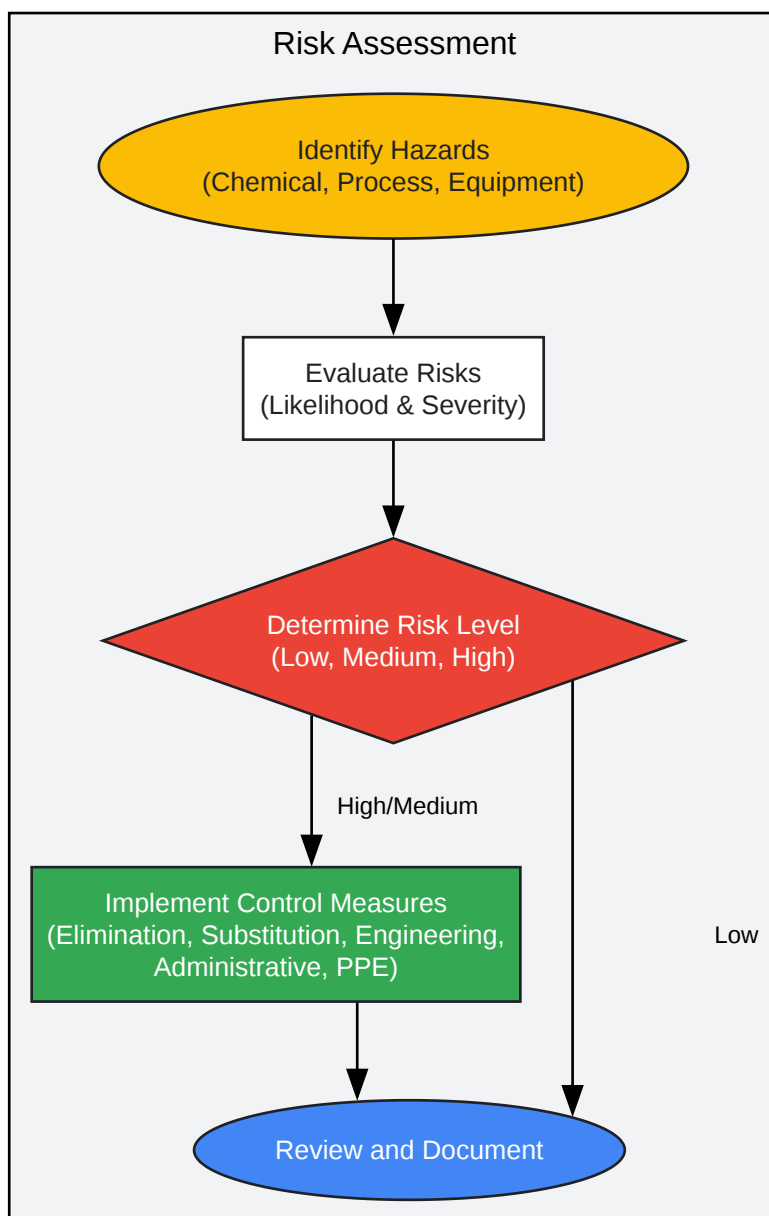 Risk Assessment
Identify Hazards
(Chemical, Process, Equipment)
Evaluate Risks
(Likelihood & Severity)
Determine Risk Level
(Low, Medium, High)
High/Medium
Implement Control Measures
(Elimination, Substitution, Engineering,
Administrative, PPE)
Low
Review and Document